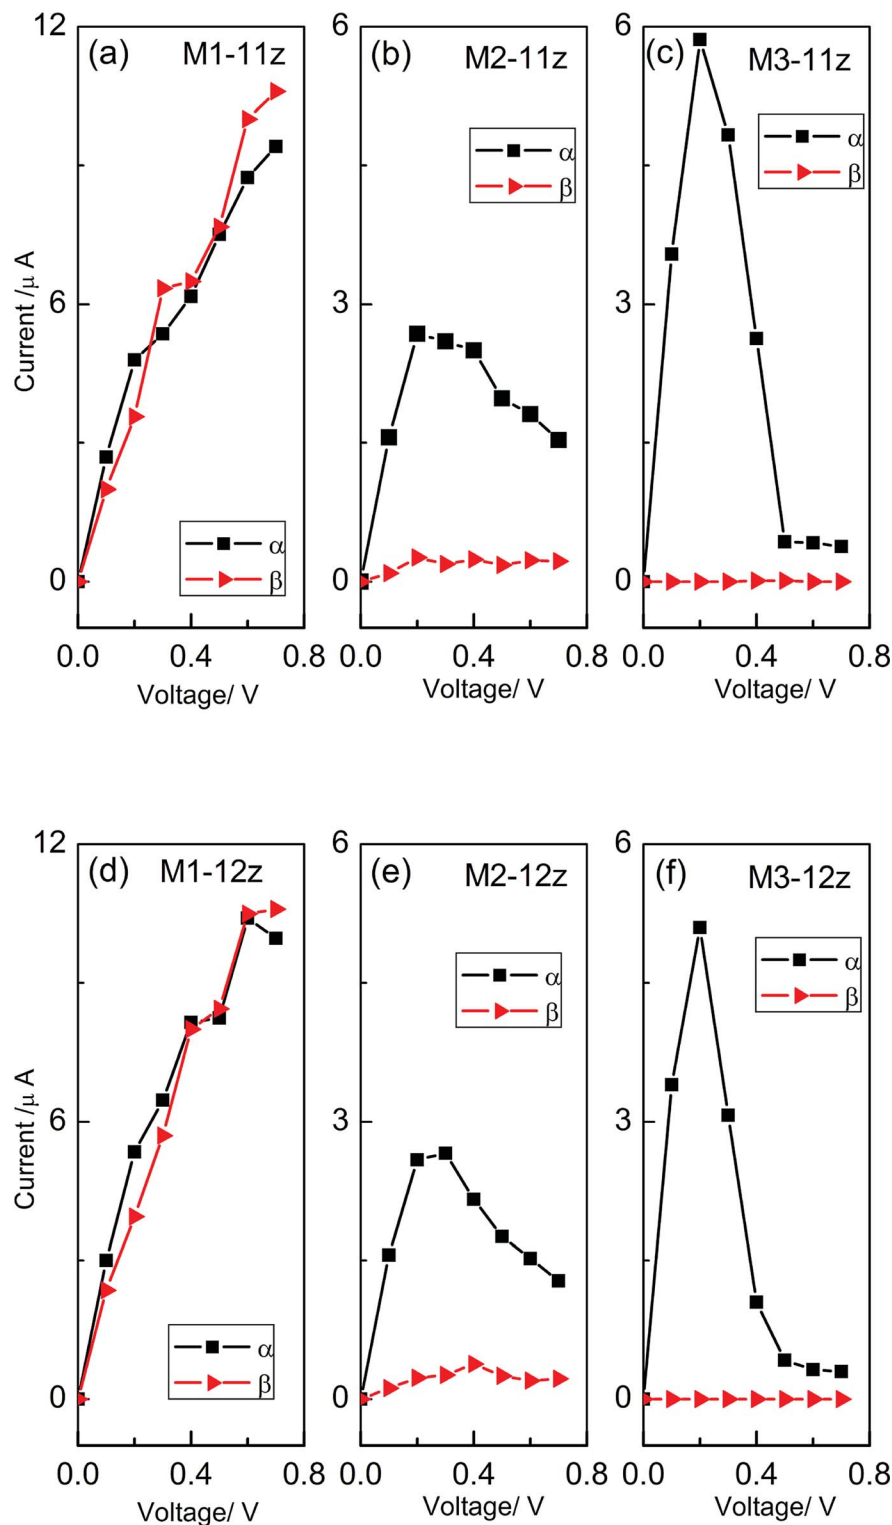 (a) M1-11z
12
6
0
Current /μ A
α
β
0.0 0.4 0.8
Voltage/ V
(b) M2-11z
6
3
0
α
β
0.0 0.4 0.8
Voltage/ V
(c) M3-11z
6
3
0
α
β
0.0 0.4 0.8
Voltage/ V
(d) M1-12z
12
6
0
Current /μ A
α
β
0.0 0.4 0.8
Voltage/ V
(e) M2-12z
6
3
0
α
β
0.0 0.4 0.8
Voltage/ V
(f) M3-12z
6
3
0
α
β
0.0 0.4 0.8
Voltage/ V